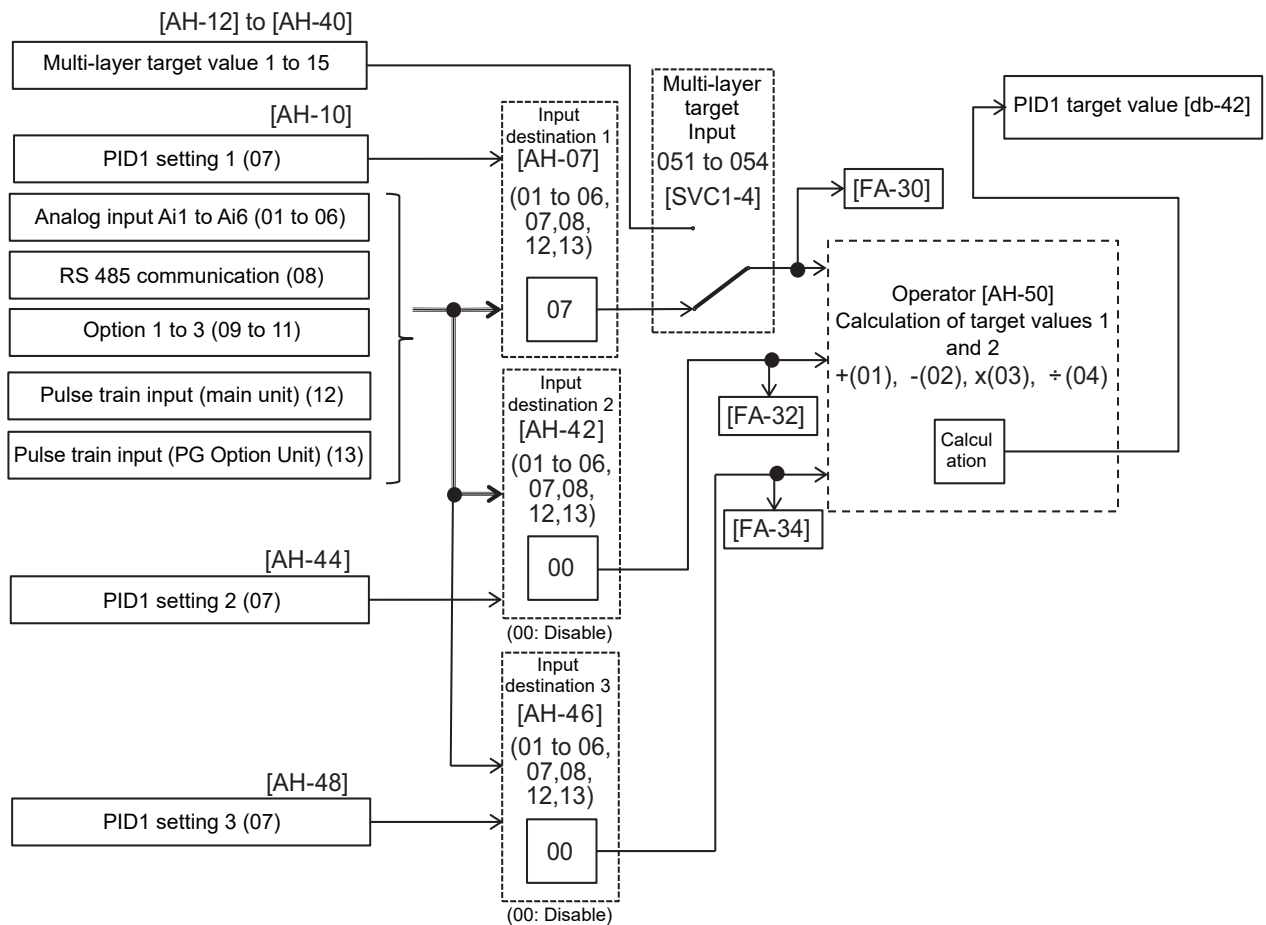 [AH-12] to [AH-40]
Multi-layer target value 1 to 15
[AH-10]
PID1 setting 1 (07)
Analog input Ai1 to Ai6 (01 to 06)
RS 485 communication (08)
Option 1 to 3 (09 to 11)
Pulse train input (main unit) (12)
Pulse train input (PG Option Unit) (13)
[AH-44]
PID1 setting 2 (07)
[AH-48]
PID1 setting 3 (07)
Input
destination 1
[AH-07]
(01 to 06,
07,08,
12,13)
07
Input
destination 2
[AH-42]
(01 to 06,
07,08,
12,13)
00
(00: Disable)
Input
destination 3
[AH-46]
(01 to 06,
07,08,
12,13)
00
(00: Disable)
Multi-layer
target
Input
051 to 054
[SVC1-4]
[FA-30]
[FA-32]
[FA-34]
PID1 target value [db-42]
Operator [AH-50]
Calculation of target values 1
and 2
+(01), -(02), x(03), ÷(04)
Calcul
ation